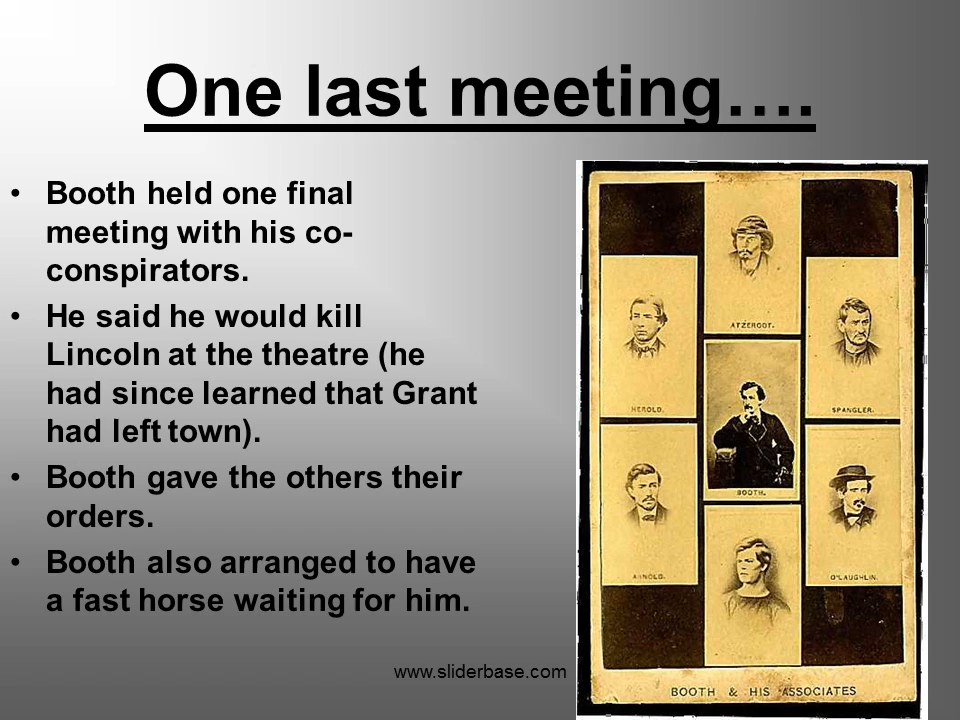 One last meeting….
• Booth held one final
meeting with his co-
conspirators.
• He said he would kill
Lincoln at the theatre (he
had since learned that Grant
had left town).
• Booth gave the others their
orders.
• Booth also arranged to have
a fast horse waiting for him.
ATZEROOT.
HEROLD.
SPANGLER.
BOOTH.
ARNOLD.
O'LAUGHLIN.
BOOTH & HIS ASSOCIATES
www.sliderbase.com